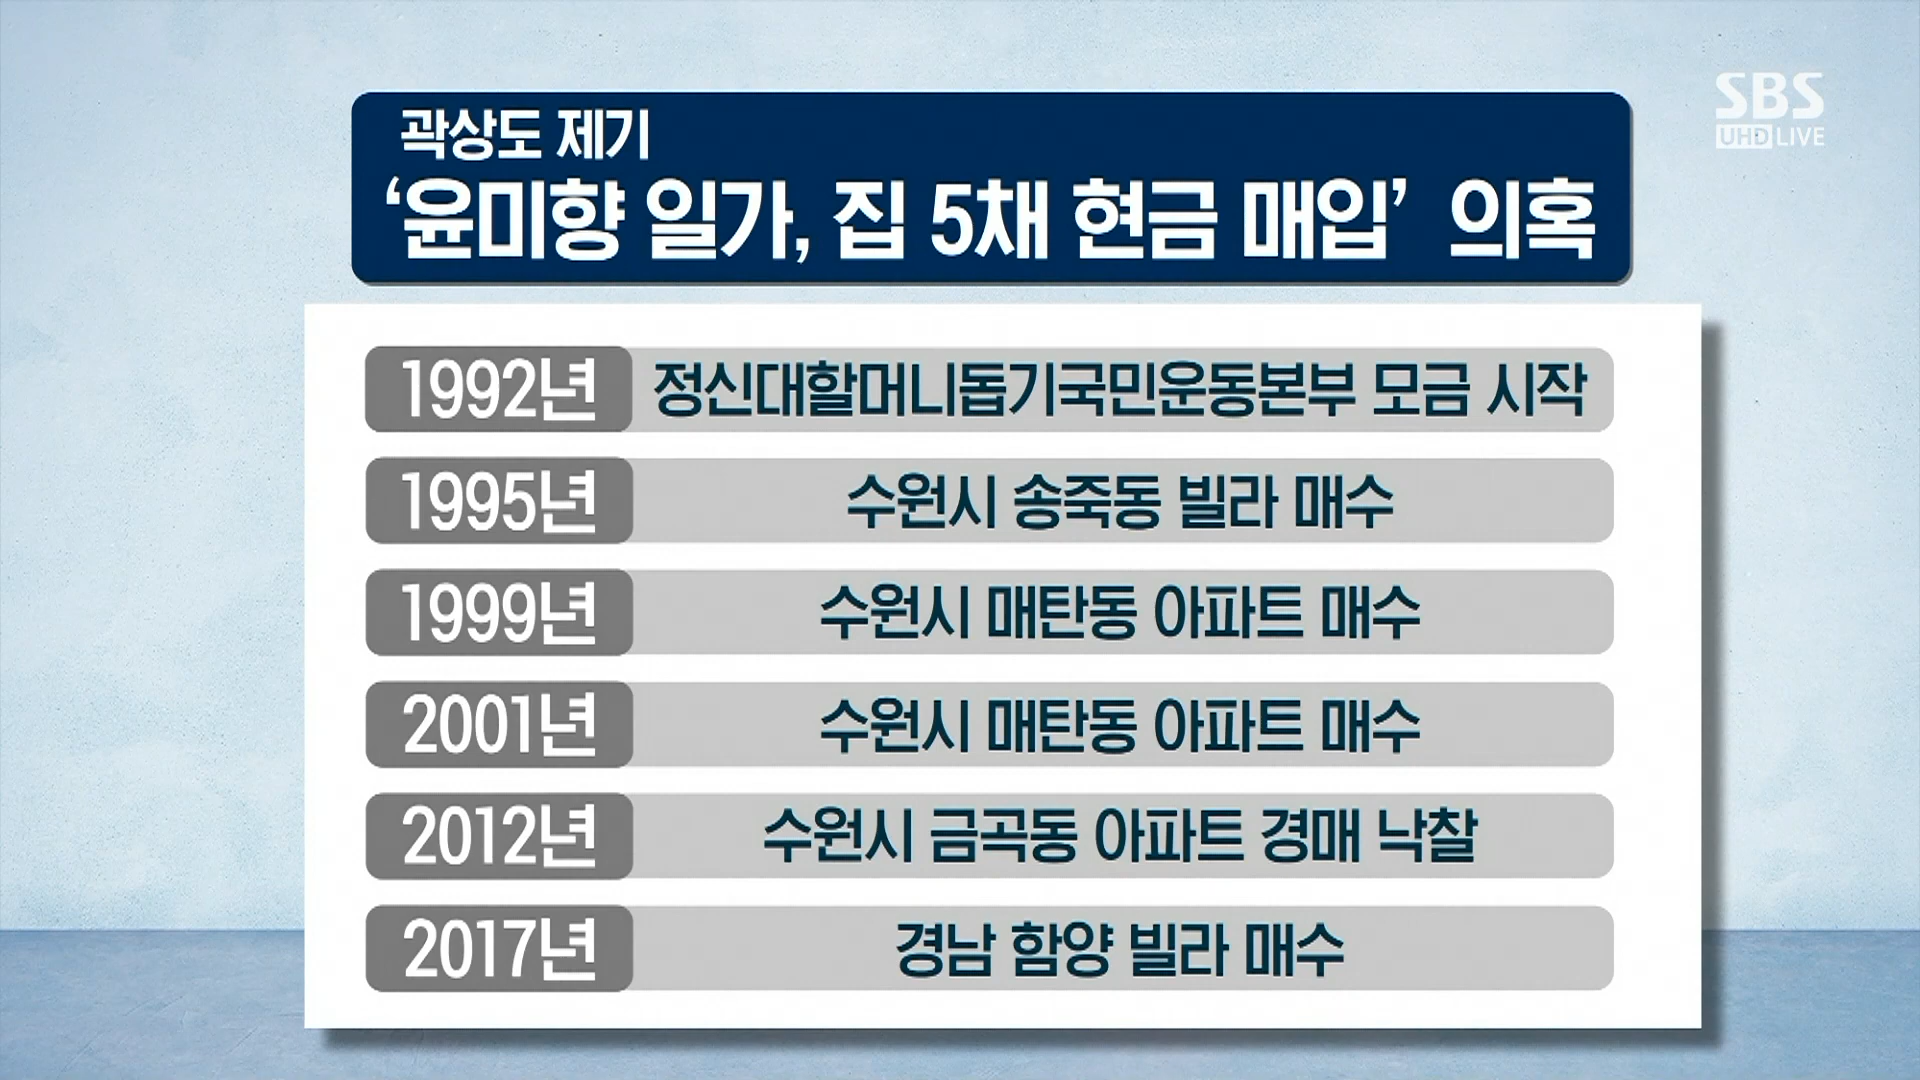 곽상도 제기
‘윤미향 일가, 집 5채 현금 매입’ 의혹
SBS
UHD LIVE
1992년 정신대할머니돕기국민운동본부 모금 시작
1995년 수원시 송죽동 빌라 매수
1999년 수원시 매탄동 아파트 매수
2001년 수원시 매탄동 아파트 매수
2012년 수원시 금곡동 아파트 경매 낙찰
2017년 경남 함양 빌라 매수